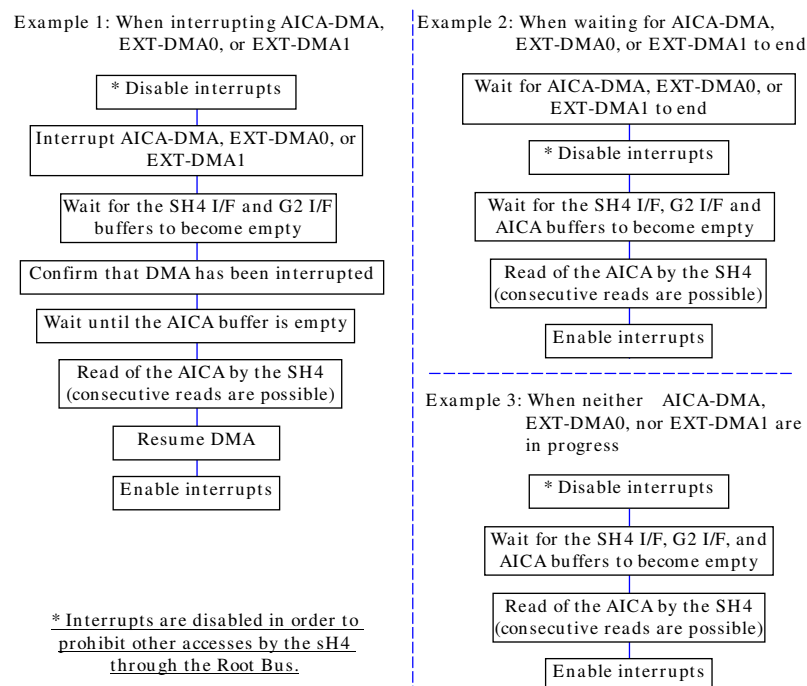 Example 1: When interrupting AICA-DMA,
EXT-DMA0, or EXT-DMA1
* Disable interrupts
Interrupt AICA-DMA, EXT-DMA0, or
EXT-DMA1
Wait for the SH4 I/F and G2 I/F
buffers to become empty
Confirm that DMA has been interrupted
Wait until the AICA buffer is empty
Read of the AICA by the SH4
(consecutive reads are possible)
Resume DMA
Enable interrupts
* Interrupts are disabled in order to
prohibit other accesses by the sH4
through the Root Bus.
Example 2: When waiting for AICA-DMA,
EXT-DMA0, or EXT-DMA1 to end
Wait for AICA-DMA, EXT-DMA0, or
EXT-DMA1 to end
* Disable interrupts
Wait for the SH4 I/F, G2 I/F and
AICA buffers to become empty
Read of the AICA by the SH4
(consecutive reads are possible)
Enable interrupts
Example 3: When neither AICA-DMA,
EXT-DMA0, nor EXT-DMA1 are
in progress
* Disable interrupts
Wait for the SH4 I/F, G2 I/F, and
AICA buffers to become empty
Read of the AICA by the SH4
(consecutive reads are possible)
Enable interrupts